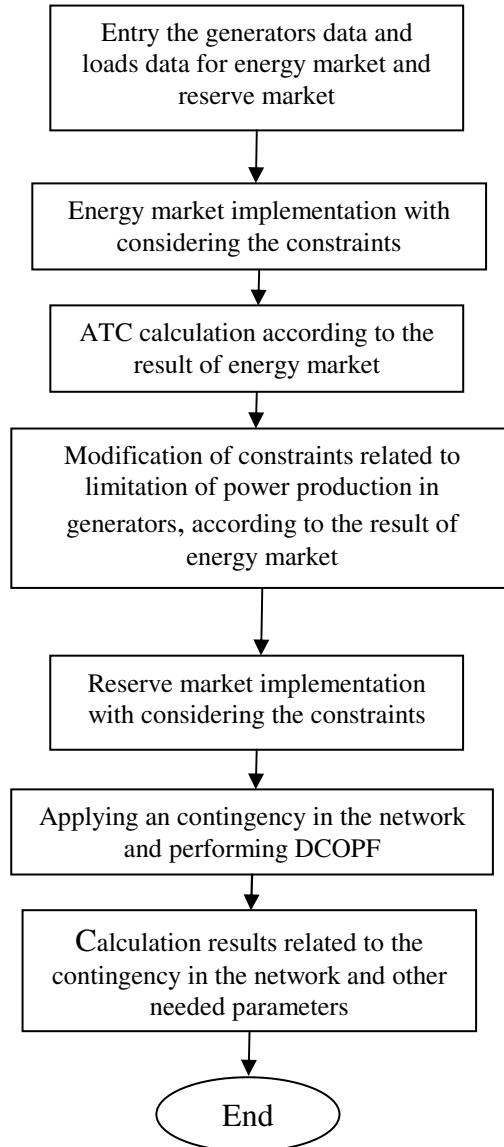 Entry the generators data and
loads data for energy market and
reserve market
Energy market implementation with
considering the constraints
ATC calculation according to the
result of energy market
Modification of constraints related to
limitation of power production in
generators, according to the result of
energy market
Reserve market implementation
with considering the constraints
Applying an contingency in the network
and performing DCOPF
Calculation results related to the
contingency in the network and other
needed parameters
End